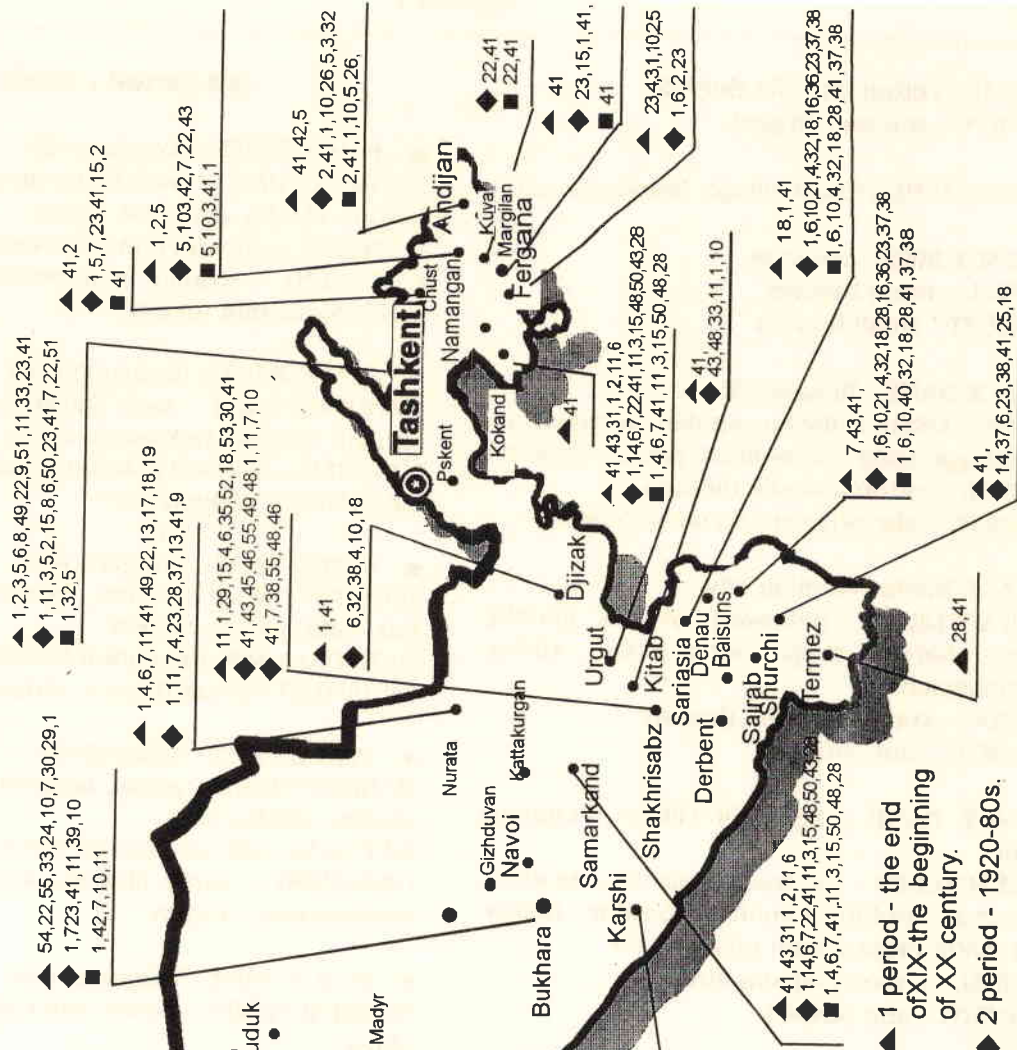 ▲ 54,22,55,33,24,10,7,30,29,1
◆ 1,723,41,11,39,10
■ 1,42,7,10,11
▲ 1,4,6,7,11,41,49,22,13,17,18,19
◆ 1,11,7,4,23,28,37,13,41,9
▲ 11,1,29,15,4,6,35,52,18,53,30,41
◆ 41,43,45,46,55,49,48,1,11,7,10
◆ 41,7,38,55,48,46
▲ 1,41
◆ 6,32,38,4,10,18
▲ 1,2,3,5,6,8,49,22,9,51,11,33,23,41
◆ 1,11,3,5,2,15,8,6,50,23,41,7,22,51
■ 1,32,5
▲ 41,2
◆ 1,5,7,23,41,15,2
■ 41
▲ 1,2,5
◆ 5,103,42,7,22,43
■ 5,10,3,41,
▲ 41,42,5
◆ 2,41,1,10,26,5,3,32
■ 2,41,1,10,5,26,
◆ 22,41
■ 22,41
▲ 41
◆ 23,15,1,41,
■ 41
▲ 23,4,3,1,10,2,5
◆ 1,6,2,23
Tashkent
Pskent
Chust
Namangan
Andijan
Kuya
Margilan
Fergana
Kokand
▲ 41
Djizak
Urgut
Kitab
Shakhrisabz
Sariasia
Denau
Baisuns
Derbent
Sajrab
Shurchi
Termez
Nurata
Kattakurgan
Gizhduvan
Navoi
Samarkand
Karshi
Bukhara
uduk
Madyr
▲ 41,43,31,1,2,11,6
◆ 1,14,6,7,22,41,11,3,15,48,50,43,28
■ 1,4,6,7,41,11,3,15,50,48,28
▲ 41
◆ 43,48,33,11,1,10
▲ 18,1,41
◆ 1,6,10,21,4,32,18,16,36,23,37,38
■ 1,6,10,4,32,18,28,41,37,38
▲ 7,43,41,
◆ 1,6,10,21,4,32,18,28,16,36,23,37,38
■ 1,6,10,40,32,18,28,41,37,38
▲ 41,
◆ 14,37,6,23,38,41,25,18
▲ 28,41
▲ 41,43,31,1,2,11,6
◆ 1,14,6,7,22,41,11,3,15,48,50,43,28
■ 1,4,6,7,41,11,3,15,50,48,28
▲ 1 period - the end
ofXIX-the beginning
of XX century.
◆ 2 period - 1920-80s.